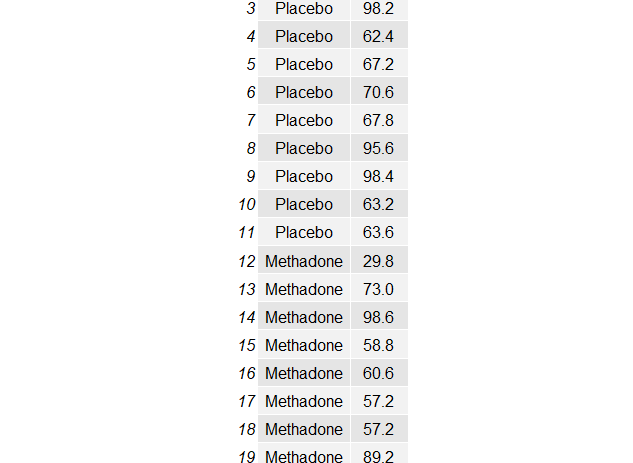 3 Placebo 98.2
4 Placebo 62.4
5 Placebo 67.2
6 Placebo 70.6
7 Placebo 67.8
8 Placebo 95.6
9 Placebo 98.4
10 Placebo 63.2
11 Placebo 63.6
12 Methadone 29.8
13 Methadone 73.0
14 Methadone 98.6
15 Methadone 58.8
16 Methadone 60.6
17 Methadone 57.2
18 Methadone 57.2
19 Methadone 89.2